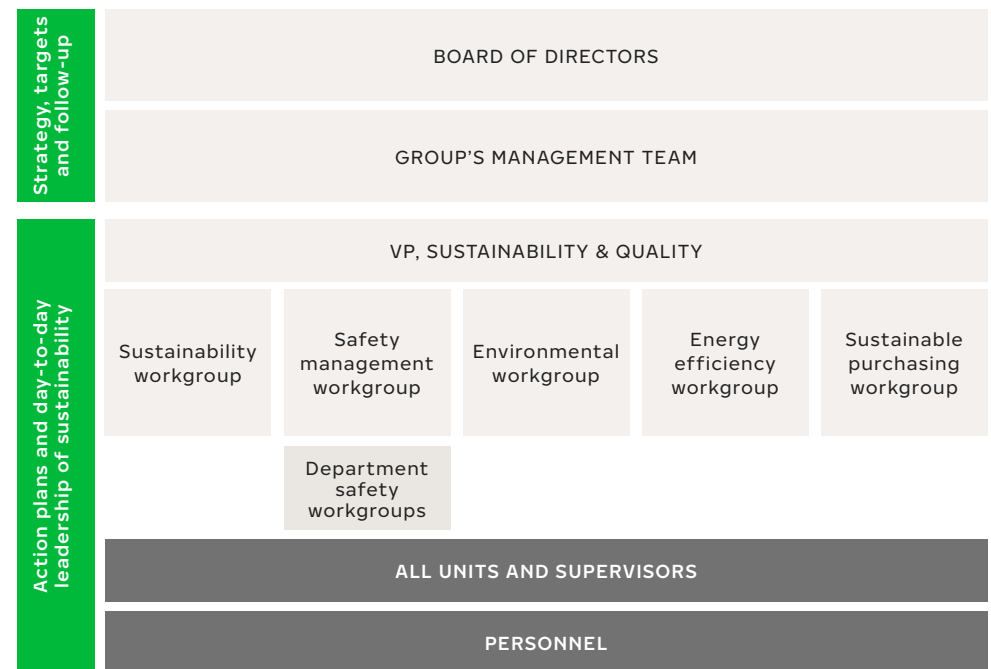 Strategy, targets
and follow-up
BOARD OF DIRECTORS
GROUP’S MANAGEMENT TEAM
Action plans and day-to-day
leadership of sustainability
VP, SUSTAINABILITY & QUALITY
Sustainability
workgroup
Safety
management
workgroup
Environmental
workgroup
Energy
efficiency
workgroup
Sustainable
purchasing
workgroup
Department
safety
workgroups
ALL UNITS AND SUPERVISORS
PERSONNEL